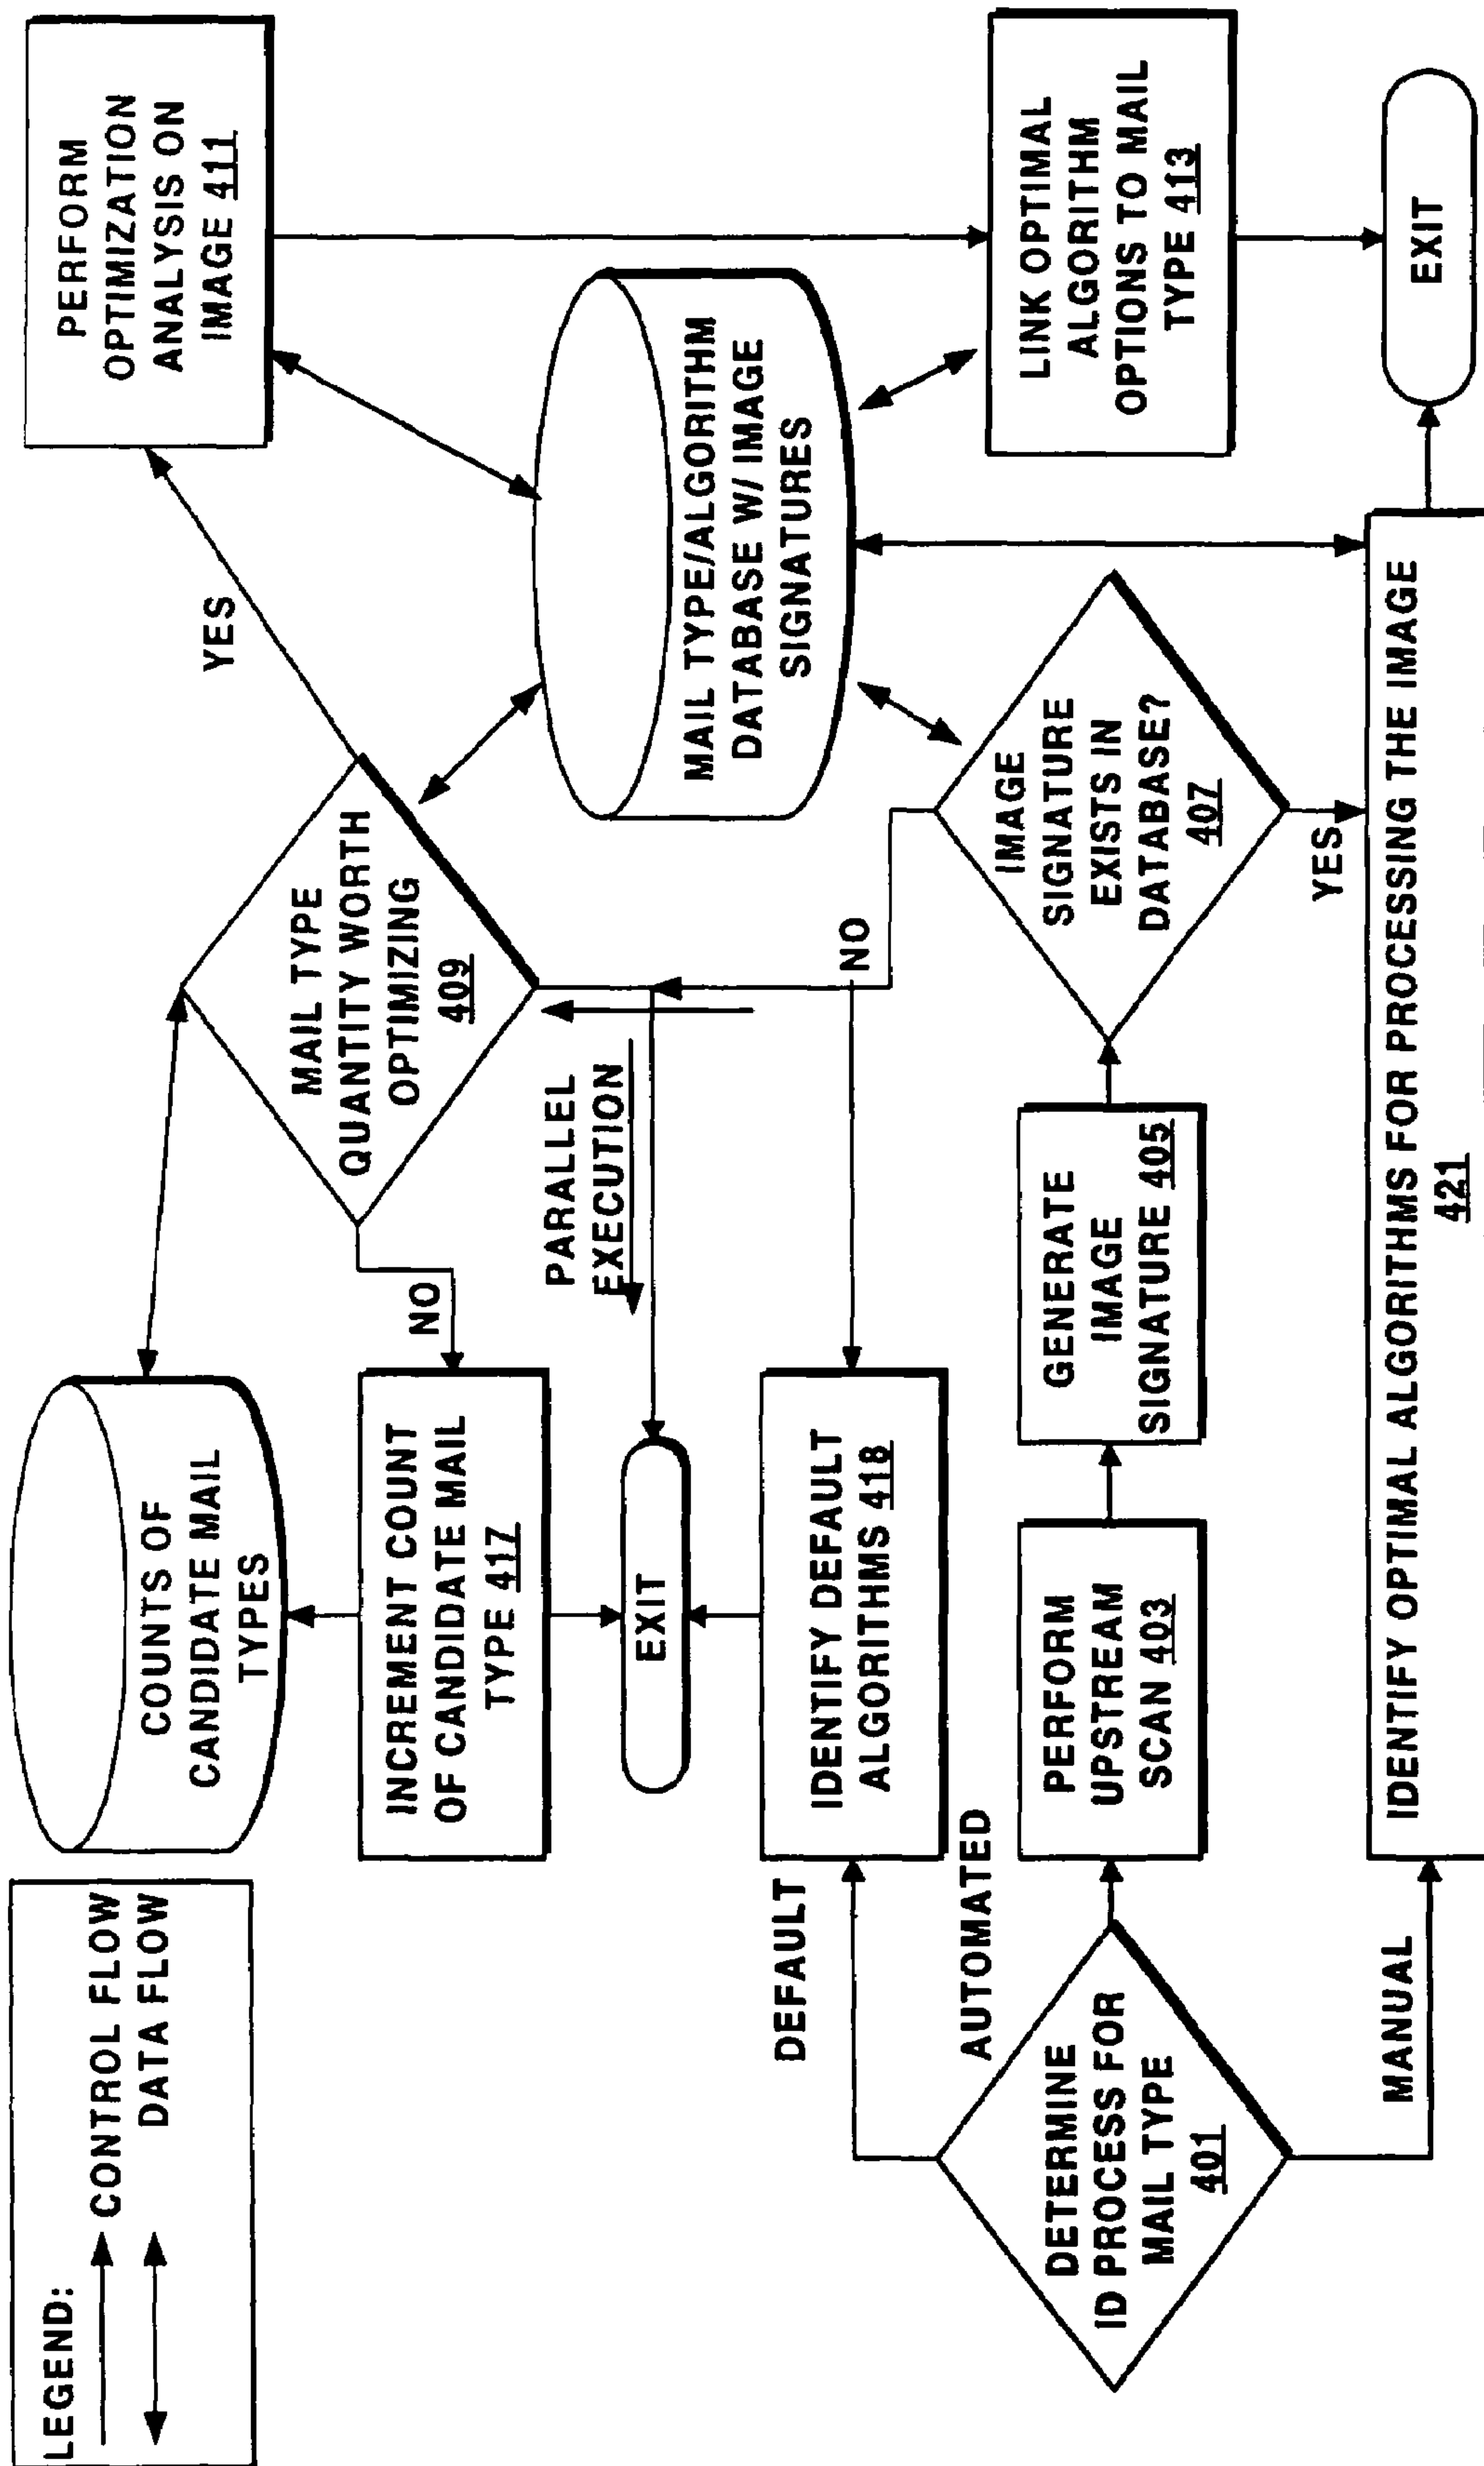 LEGEND:
CONTROL FLOW
DATA FLOW
COUNTS OF
CANDIDATE MAIL
TYPES
INCREMENT COUNT
OF CANDIDATE MAIL
TYPE 417
NO
EXIT
MAIL TYPE
QUANTITY WORTH
OPTIMIZING
409
YES
PERFORM
OPTIMIZATION
ANALYSIS ON
IMAGE 411
PARALLEL
EXECUTION
MAIL TYPE/ALGORITHM
DATABASE W/ IMAGE
SIGNATURES
DEFAULT
IDENTIFY DEFAULT
ALGORITHMS 418
NO
AUTOMATED
DETERMINE
ID PROCESS FOR
MAIL TYPE
401
PERFORM
UPSTREAM
SCAN 403
GENERATE
IMAGE
SIGNATURE 405
IMAGE
SIGNATURE
EXISTS IN
DATABASE?
407
YES
LINK OPTIMAL
ALGORITHM
OPTIONS TO MAIL
TYPE 413
MANUAL
IDENTIFY OPTIMAL ALGORITHMS FOR PROCESSING THE IMAGE
421
EXIT